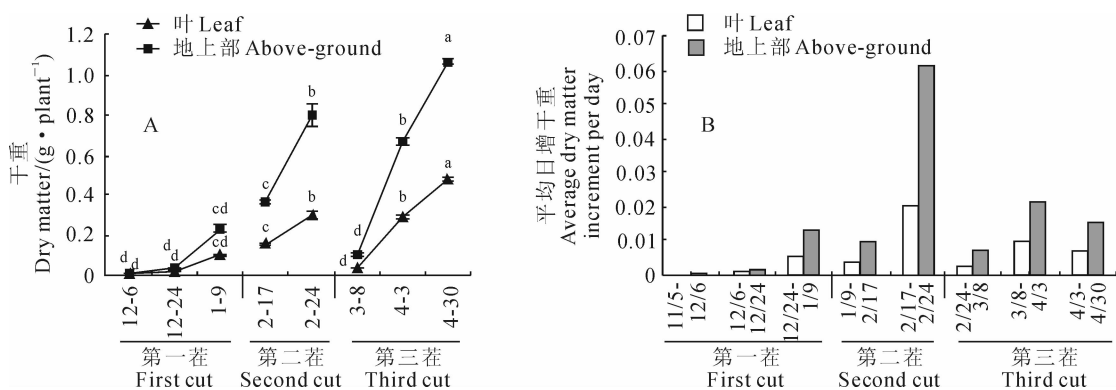 叶 Leaf
地上部 Above-ground
A
干重
Dry matter/(g·plant⁻¹)
1.2
1.0
0.8
0.6
0.4
0.2
0
d
d
d
d
cd
cd
c
c
b
b
d
d
b
b
a
a
12-6
12-24
1-9
2-17
2-24
3-8
4-3
4-30
第一茬
First cut
第二茬
Second cut
第三茬
Third cut
叶 Leaf
地上部 Above-ground
B
平均日增干重
Average dry matter
increment per day
0.07
0.06
0.05
0.04
0.03
0.02
0.01
0
11/5-
12/6
12/6-
12/24
12/24-
1/9
1/9-
2/17
2/17-
2/24
2/24-
3/8
3/8-
4/3
4/3-
4/30
第一茬
First cut
第二茬
Second cut
第三茬
Third cut